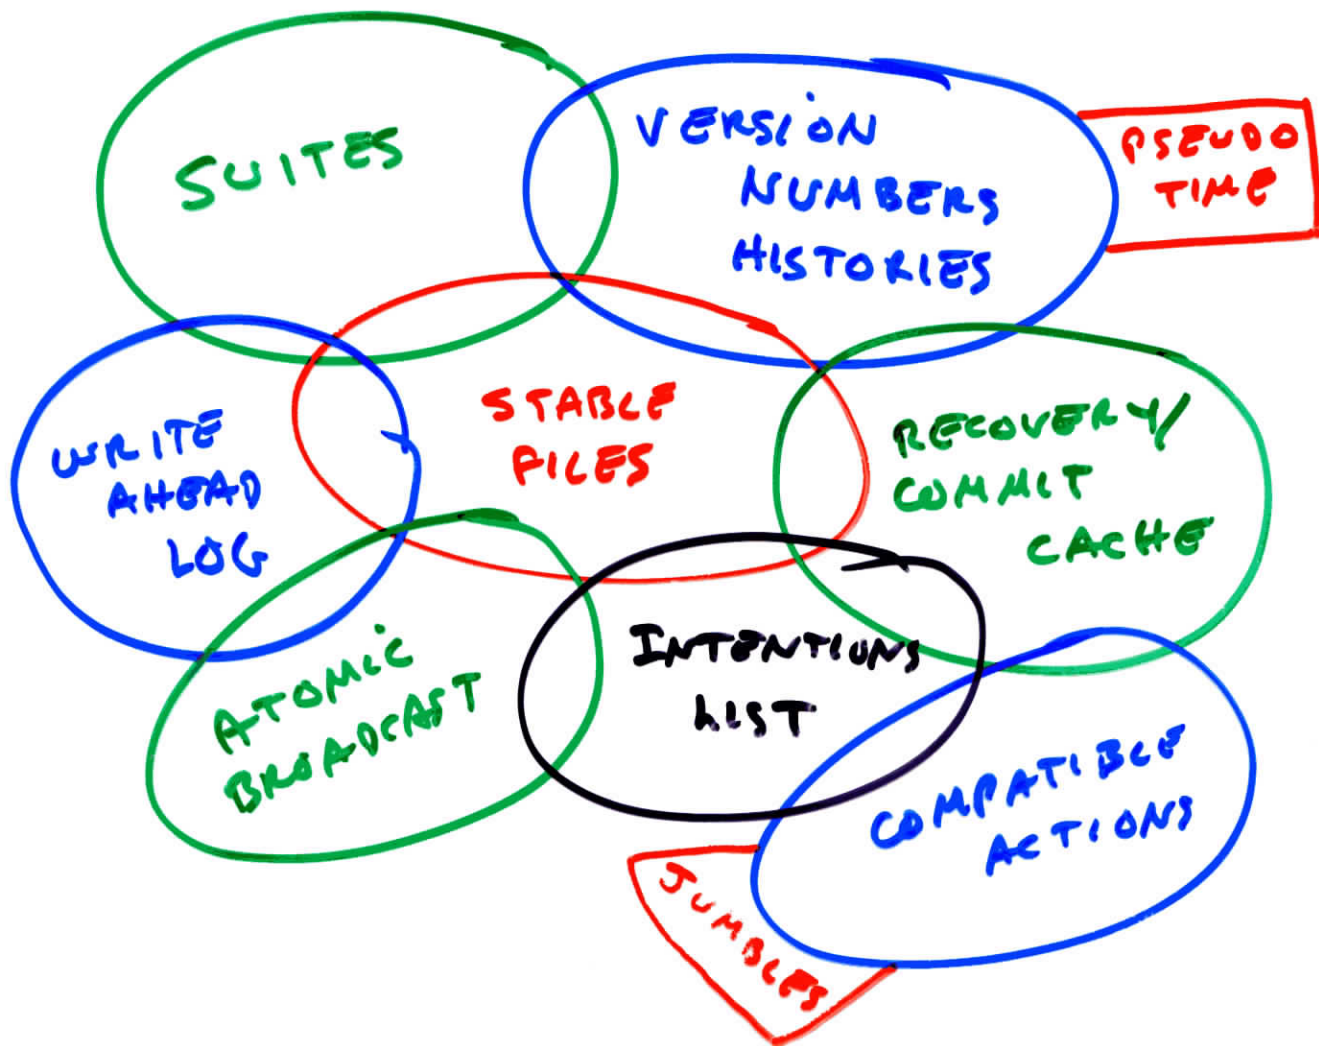 SUITES
VERSION
NUMBERS
HISTORIES
PSEUDO
TIME
WRITE
AHEAD
LOG
STABLE
FILES
RECOVERY/
COMMIT
CACHE
ATOMIC
BROADCAST
INTENTIONS
LIST
COMPATIBLE
ACTIONS
JUMBLES